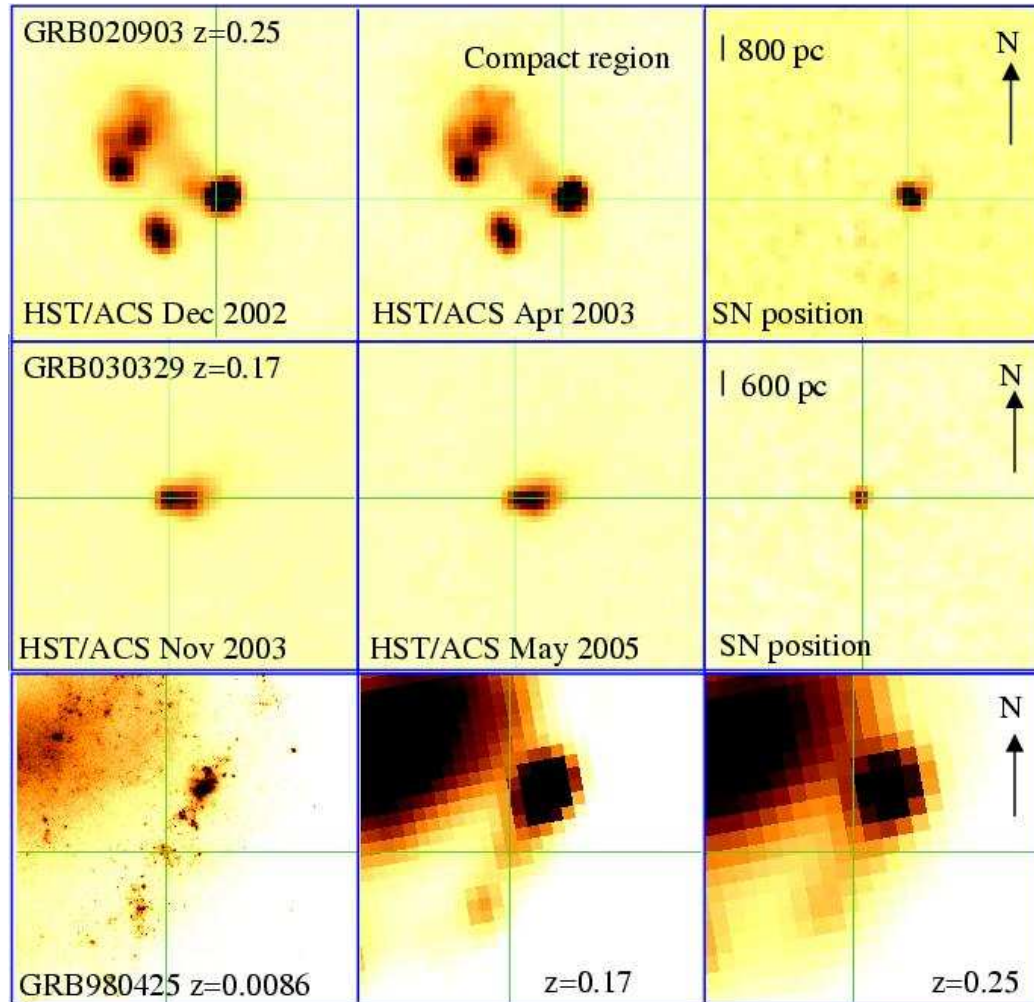 GRB020903 z=0.25
HST/ACS Dec 2002
Compact region
HST/ACS Apr 2003
800 pc
N
SN position
GRB030329 z=0.17
HST/ACS Nov 2003
HST/ACS May 2005
600 pc
N
SN position
GRB980425 z=0.0086
z=0.17
N
z=0.25